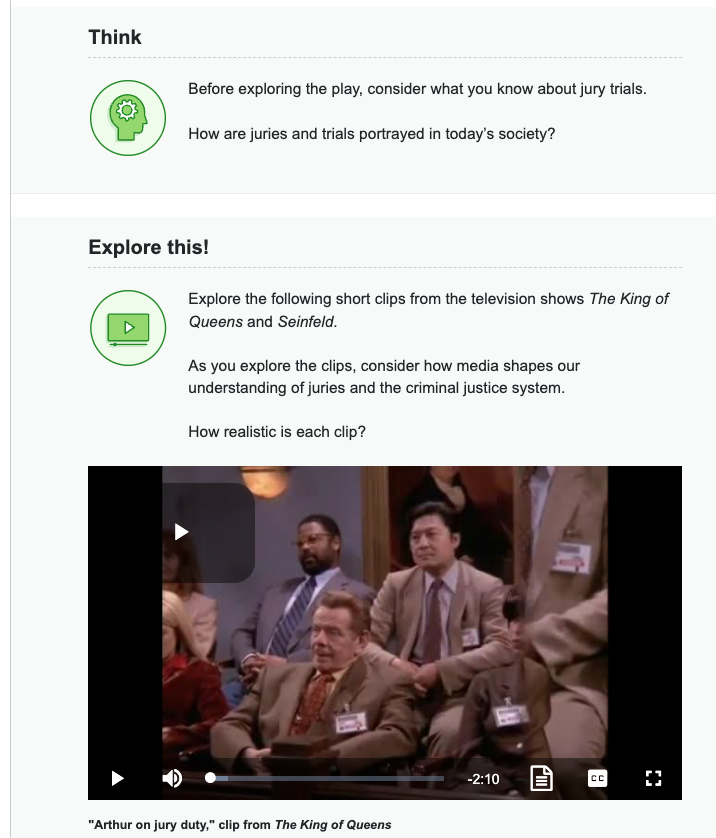 Think
Before exploring the play, consider what you know about jury trials.
How are juries and trials portrayed in today’s society?
Explore this!
Explore the following short clips from the television shows The King of
Queens and Seinfeld.
As you explore the clips, consider how media shapes our
understanding of juries and the criminal justice system.
How realistic is each clip?
-2:10
CC
"Arthur on jury duty," clip from The King of Queens